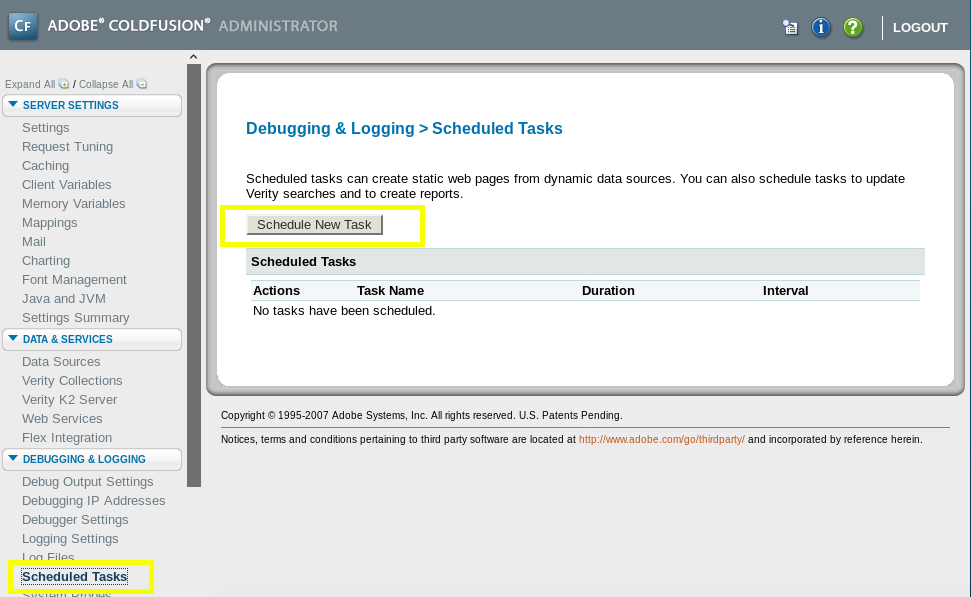 CF ADOBE® COLDFUSION® ADMINISTRATOR
LOGOUT
Expand All / Collapse All
SERVER SETTINGS
Settings
Request Tuning
Caching
Client Variables
Memory Variables
Mappings
Mail
Charting
Font Management
Java and JVM
Settings Summary
DATA & SERVICES
Data Sources
Verity Collections
Verity K2 Server
Web Services
Flex Integration
DEBUGGING & LOGGING
Debug Output Settings
Debugging IP Addresses
Debugger Settings
Logging Settings
Log Files
Scheduled Tasks
System Probes
Debugging & Logging > Scheduled Tasks
Scheduled tasks can create static web pages from dynamic data sources. You can also schedule tasks to update
Verity searches and to create reports.
Schedule New Task
Scheduled Tasks
Actions Task Name Duration Interval
No tasks have been scheduled.
Copyright © 1995-2007 Adobe Systems, Inc. All rights reserved. U.S. Patents Pending.
Notices, terms and conditions pertaining to third party software are located at http://www.adobe.com/go/thirdparty/ and incorporated by reference herein.